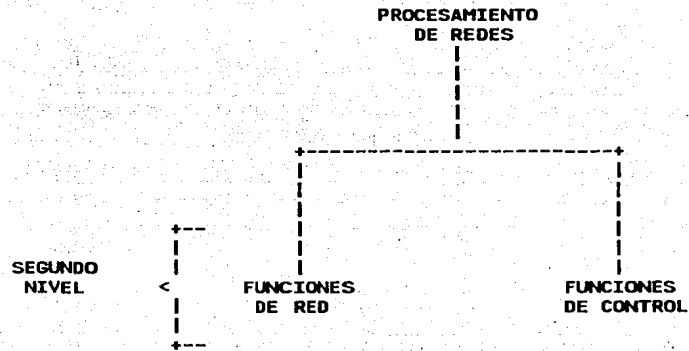 PROCESAMIENTO
DE REDES
SEGUNDO
NIVEL
<
FUNCIONES
DE RED
FUNCIONES
DE CONTROL